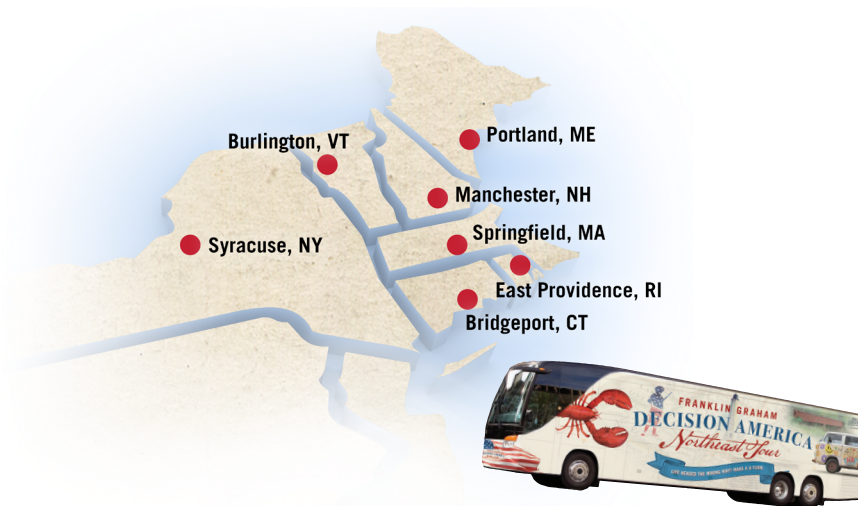 Burlington, VT
Portland, ME
Manchester, NH
Springfield, MA
Syracuse, NY
East Providence, RI
Bridgeport, CT
FRANKLIN GRAHAM
DECISION AMERICA
Northeast Tour